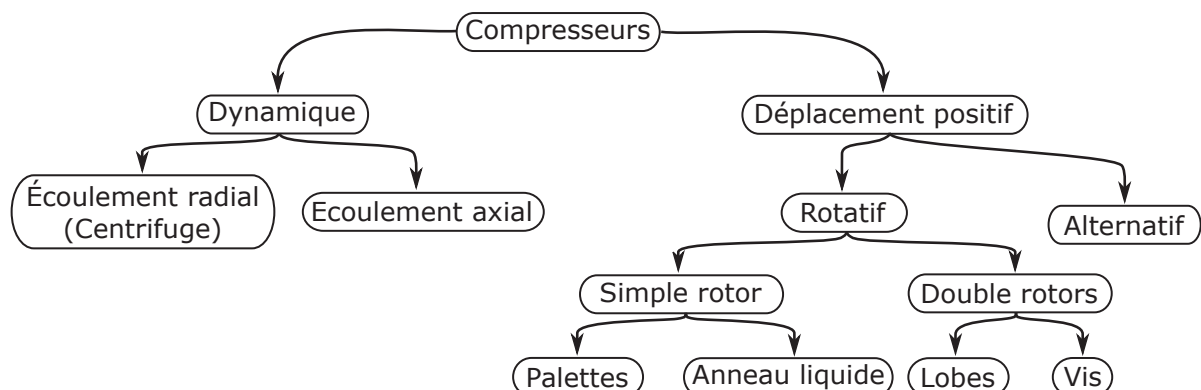 Compresseurs
Dynamique
Déplacement positif
Écoulement radial
(Centrifuge)
Ecoulement axial
Rotatif
Alternatif
Simple rotor
Double rotors
Palettes
Anneau liquide
Lobes
Vis